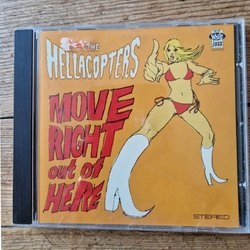 THE
HELLACOPTERS
MOVE
RIGHT
out of
HERE
STEREO